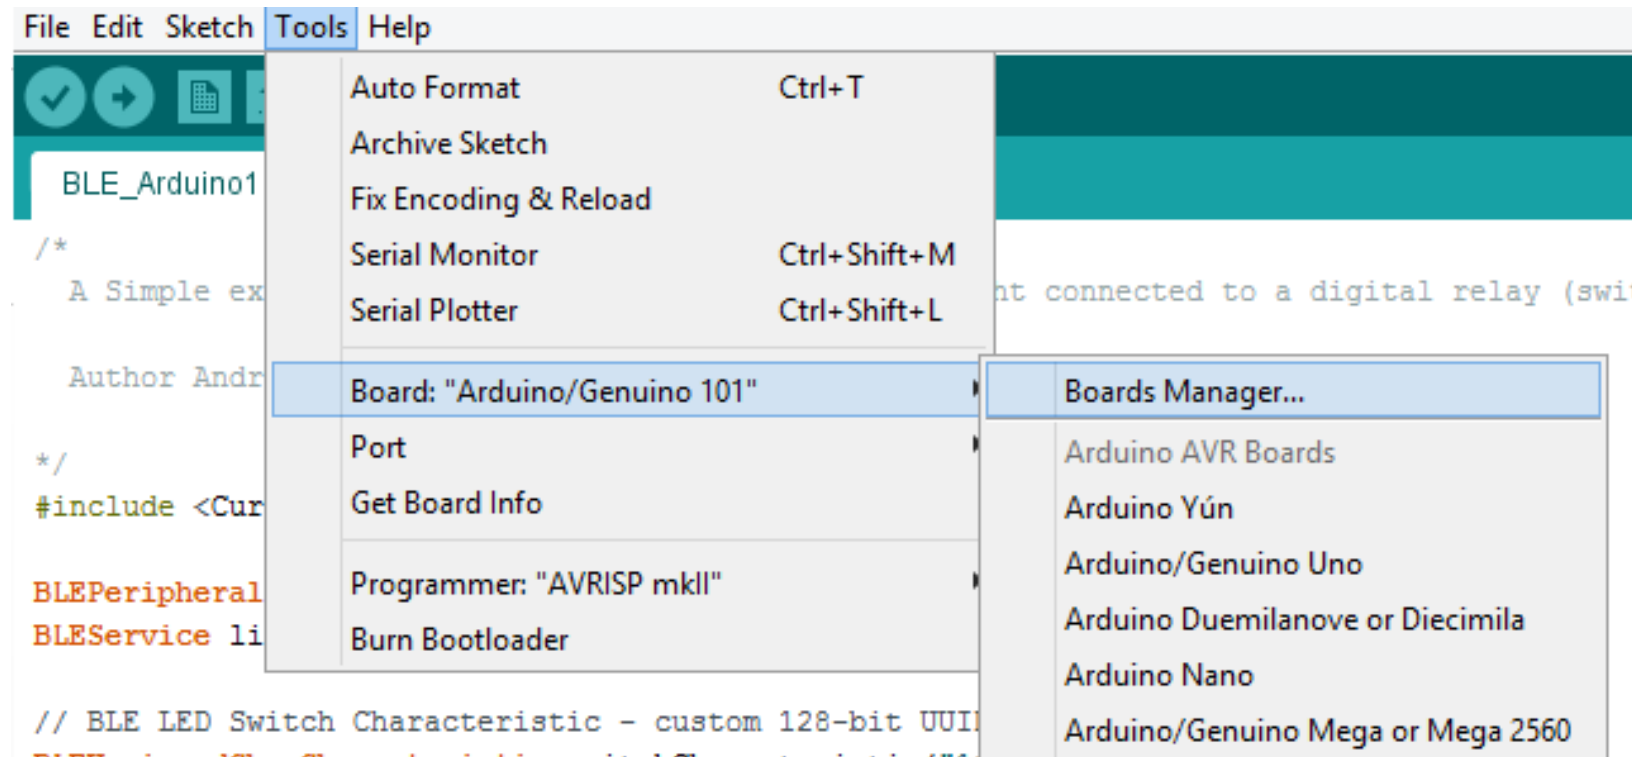 File Edit Sketch Tools Help
Auto Format Ctrl+T
Archive Sketch
BLE_Arduino1
Fix Encoding & Reload
/*
Serial Monitor Ctrl+Shift+M
A Simple ex
nt connected to a digital relay (swi
Serial Plotter Ctrl+Shift+L
Author Andr
Board: "Arduino/Genuino 101"
Boards Manager...
Port
Arduino AVR Boards
*/
#include <Cur
Get Board Info
Arduino Yún
Arduino/Genuino Uno
BLEPeripheral
Programmer: "AVRISP mkII"
Arduino Duemilanove or Diecimila
BLEService li
Burn Bootloader
Arduino Nano
// BLE LED Switch Characteristic - custom 128-bit UUI
Arduino/Genuino Mega or Mega 2560